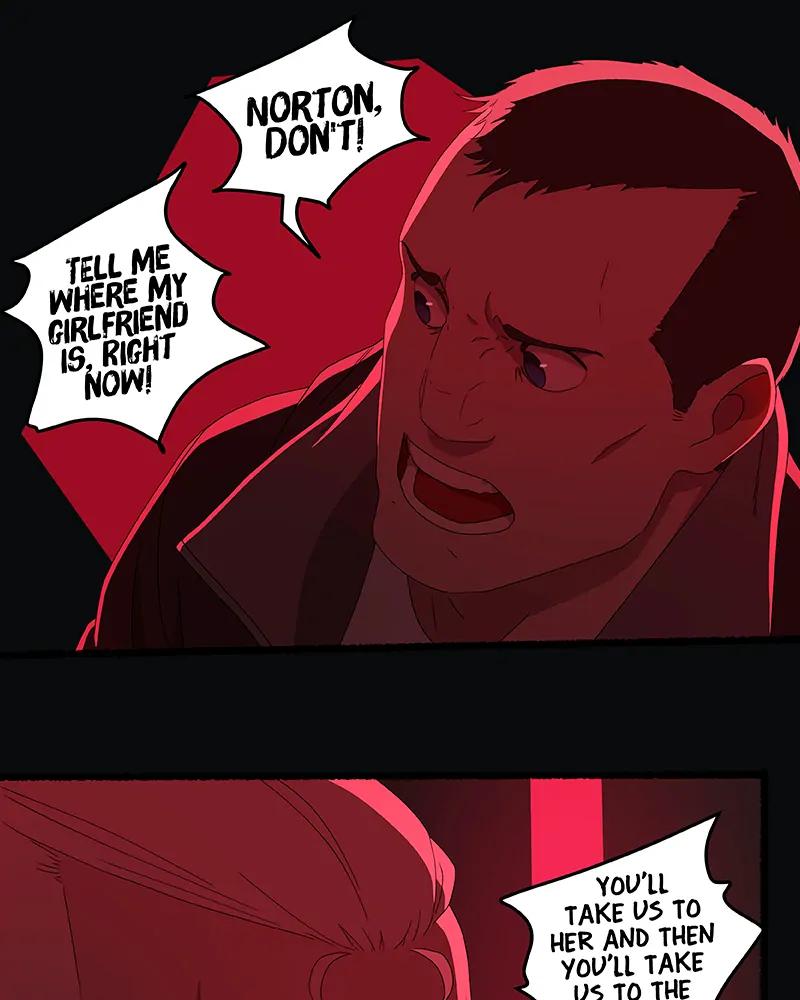 NORTON,
DON'T!
TELL ME
WHERE MY
GIRLFRIEND
IS, RIGHT
NOW!
YOU'LL
TAKE US TO
HER AND THEN
YOU'LL TAKE
US TO THE